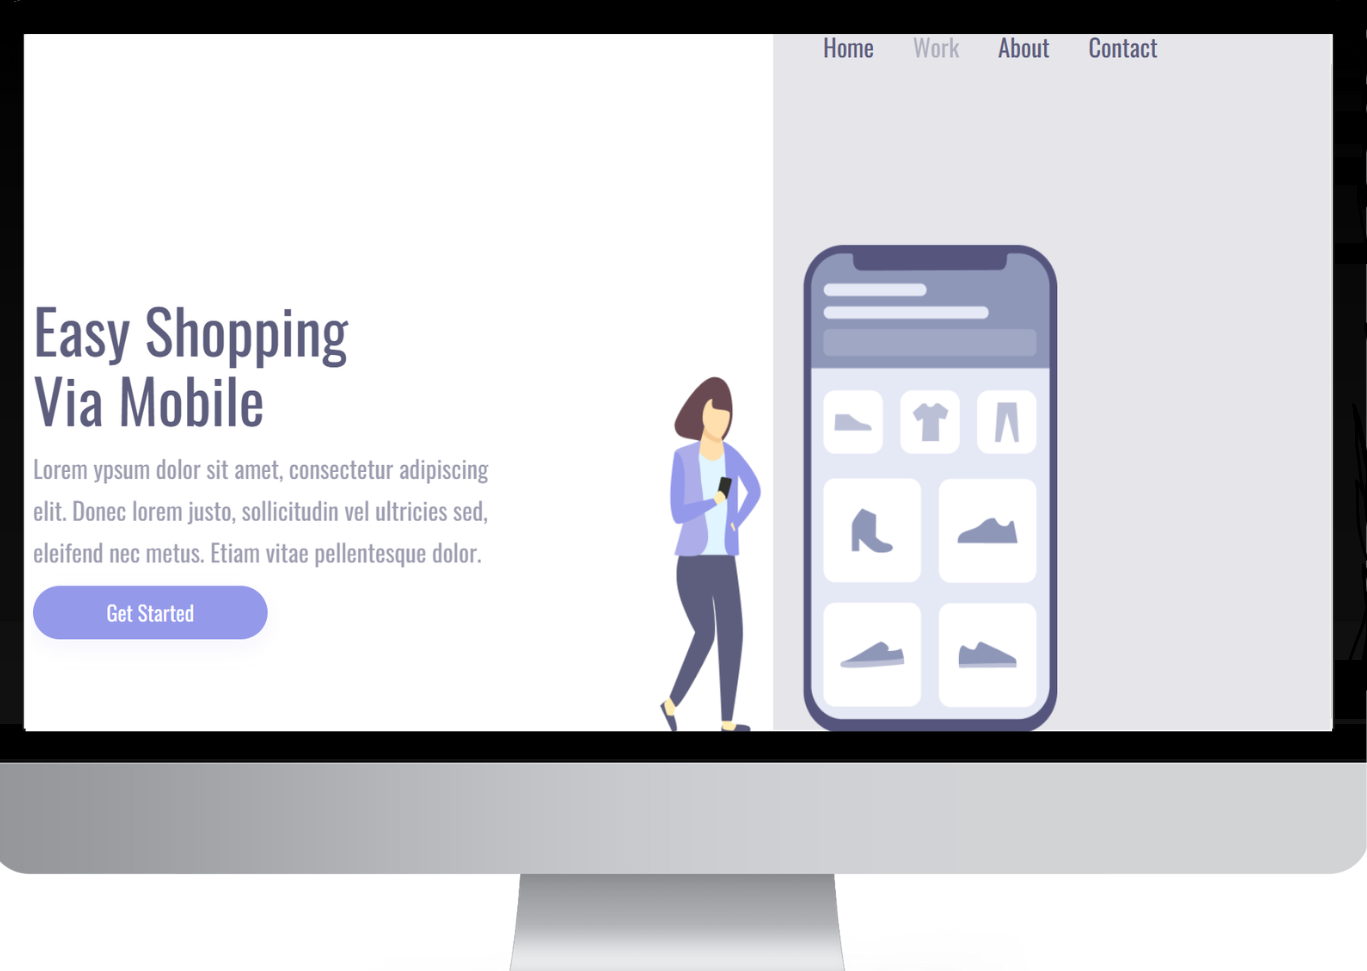 Home Work About Contact
Easy Shopping
Via Mobile
Lorem ypsum dolor sit amet, consectetur adipiscing
elit. Donec lorem justo, sollicitudin vel ultricies sed,
eleifend nec metus. Etiam vitae pellentesque dolor.
Get Started